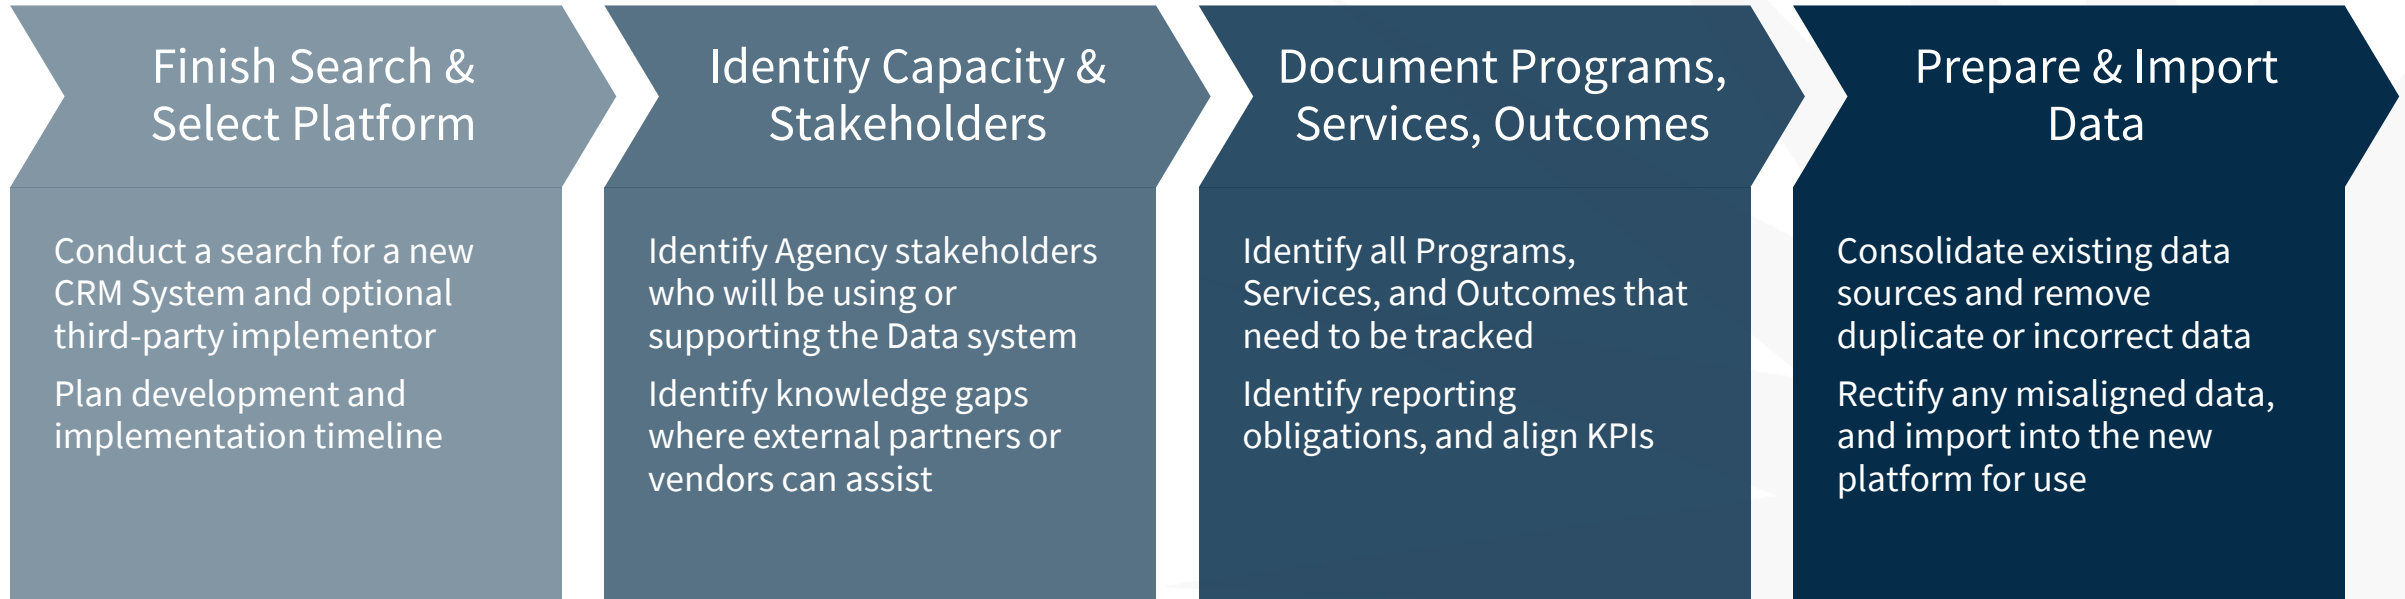 Finish Search &
Select Platform
Conduct a search for a new
CRM System and optional
third-party implementor
Plan development and
implementation timeline
Identify Capacity &
Stakeholders
Identify Agency stakeholders
who will be using or
supporting the Data system
Identify knowledge gaps
where external partners or
vendors can assist
Document Programs,
Services, Outcomes
Identify all Programs,
Services, and Outcomes that
need to be tracked
Identify reporting
obligations, and align KPIs
Prepare & Import
Data
Consolidate existing data
sources and remove
duplicate or incorrect data
Rectify any misaligned data,
and import into the new
platform for use